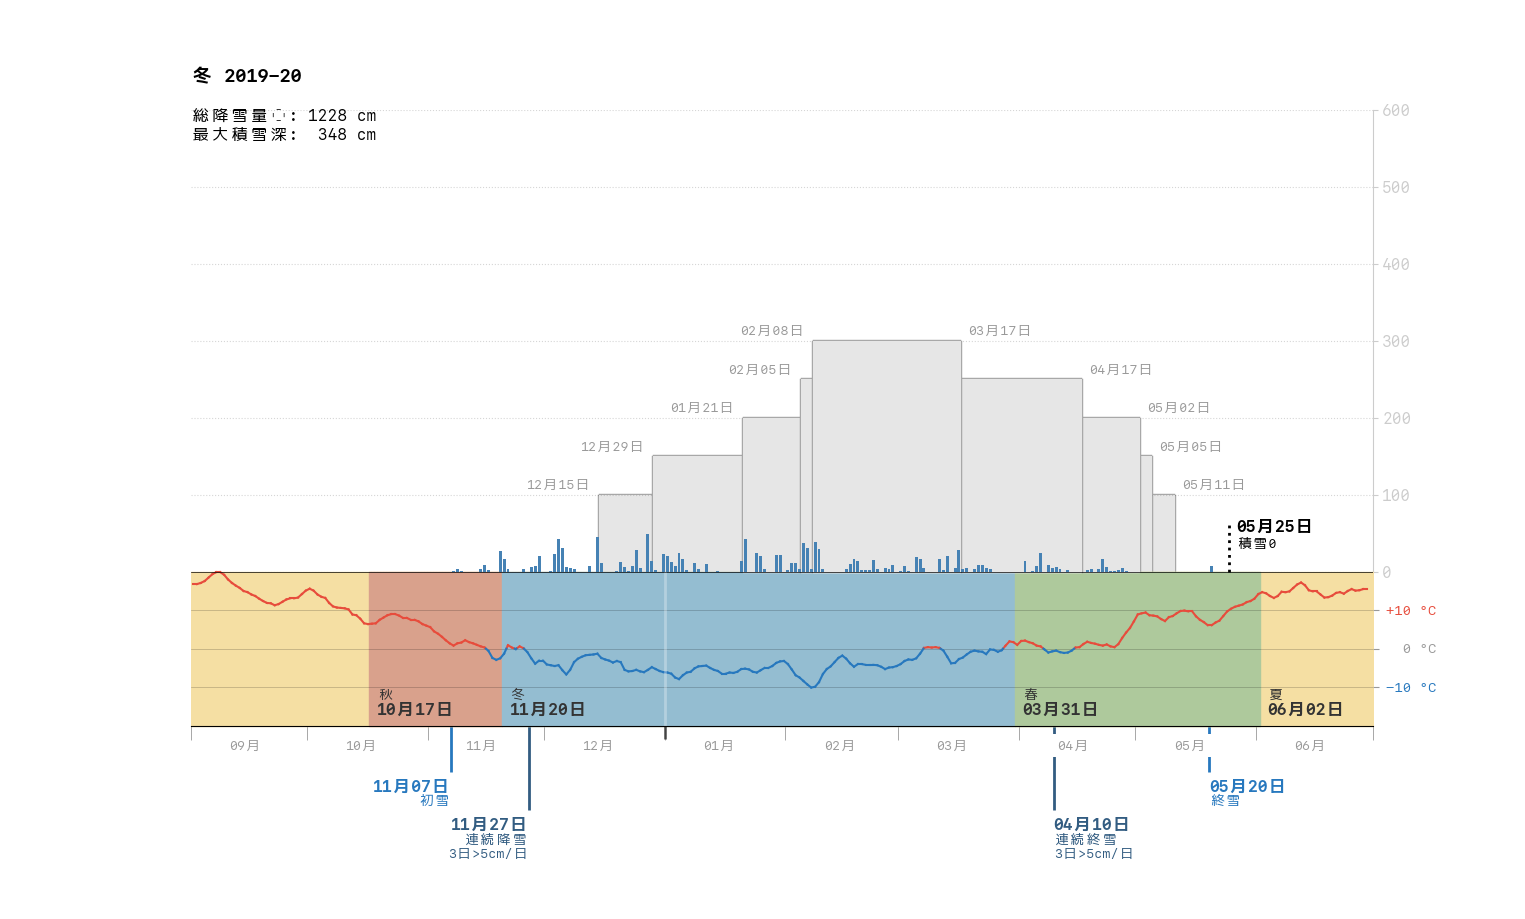 冬 2019–20
総降雪量 : 1228 cm
最大積雪深: 348 cm
600
500
400
300
200
100
0
02月08日
03月17日
02月05日
04月17日
01月21日
05月02日
12月29日
05月05日
12月15日
05月11日
05月25日
積雪0
+10 °C
0 °C
−10 °C
秋
10月17日
冬
11月20日
春
03月31日
夏
06月02日
09月
10月
11月
12月
01月
02月
03月
04月
05月
06月
11月07日
初雪
05月20日
終雪
11月27日
連続降雪
3日>5cm/日
04月10日
連続終雪
3日>5cm/日